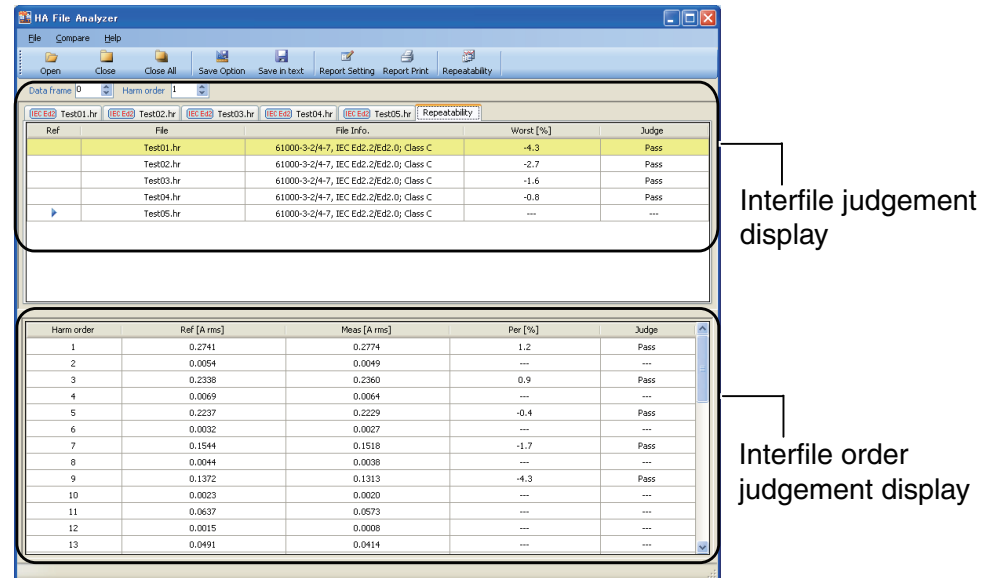 HA File Analyzer
File Compare Help
Open Close Close All Save Option Save in text Report Setting Report Print Repeatability
Data frame 0 Harm order 1
IEC Ed2 Test01.hr IEC Ed2 Test02.hr IEC Ed2 Test03.hr IEC Ed2 Test04.hr IEC Ed2 Test05.hr Repeatability
Ref File File Info. Worst [%] Judge
Test01.hr 61000-3-2/4-7, IEC Ed2.2/Ed2.0; Class C -4.3 Pass
Test02.hr 61000-3-2/4-7, IEC Ed2.2/Ed2.0; Class C -2.7 Pass
Test03.hr 61000-3-2/4-7, IEC Ed2.2/Ed2.0; Class C -1.6 Pass
Test04.hr 61000-3-2/4-7, IEC Ed2.2/Ed2.0; Class C -0.8 Pass
Test05.hr 61000-3-2/4-7, IEC Ed2.2/Ed2.0; Class C --- ---
Interfile judgement
display
Harm order Ref [A rms] Meas [A rms] Per [%] Judge
1 0.2741 0.2774 1.2 Pass
2 0.0054 0.0049 --- ---
3 0.2338 0.2360 0.9 Pass
4 0.0069 0.0064 --- ---
5 0.2237 0.2229 -0.4 Pass
6 0.0032 0.0027 --- ---
7 0.1544 0.1518 -1.7 Pass
8 0.0044 0.0038 --- ---
9 0.1372 0.1313 -4.3 Pass
10 0.0023 0.0020 --- ---
11 0.0637 0.0573 --- ---
12 0.0015 0.0008 --- ---
13 0.0491 0.0414 --- ---
Interfile order
judgement display